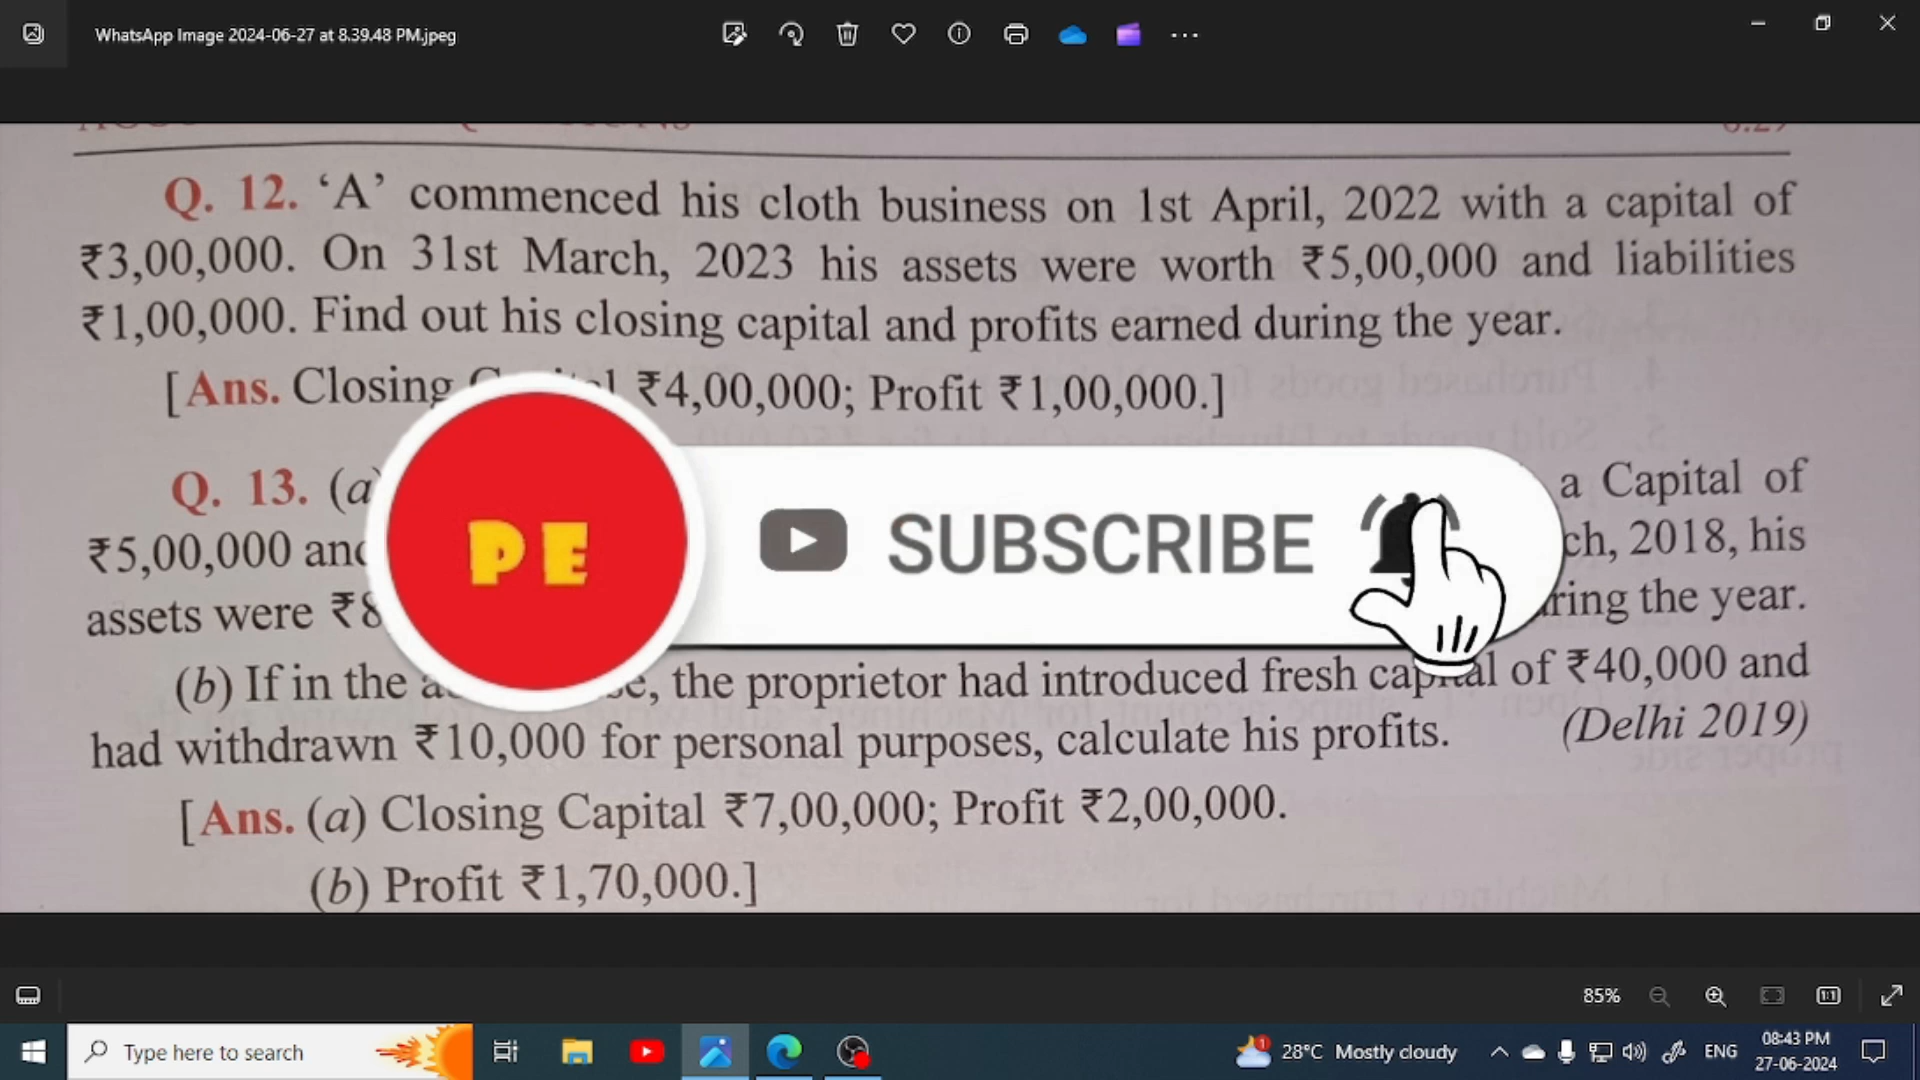 WhatsApp Image 2024-06-27 at 8.39.48 PM.jpeg
Q. 12. ‘A’ commenced his cloth business on 1st April, 2022 with a capital of
₹3,00,000. On 31st March, 2023 his assets were worth ₹5,00,000 and liabilities
₹1,00,000. Find out his closing capital and profits earned during the year.
[Ans. Closing ₹4,00,000; Profit ₹1,00,000.]
Q. 13. (a) a Capital of
₹5,00,000 2018, his
assets were the year.
PE
SUBSCRIBE
(b) If in the the proprietor had introduced fresh capital of ₹40,000 and
had withdrawn ₹10,000 for personal purposes, calculate his profits. (Delhi 2019)
[Ans. (a) Closing Capital ₹7,00,000; Profit ₹2,00,000.
(b) Profit ₹1,70,000.]
85%
Type here to search
1
28°C Mostly cloudy
ENG
08:43 PM
27-06-2024